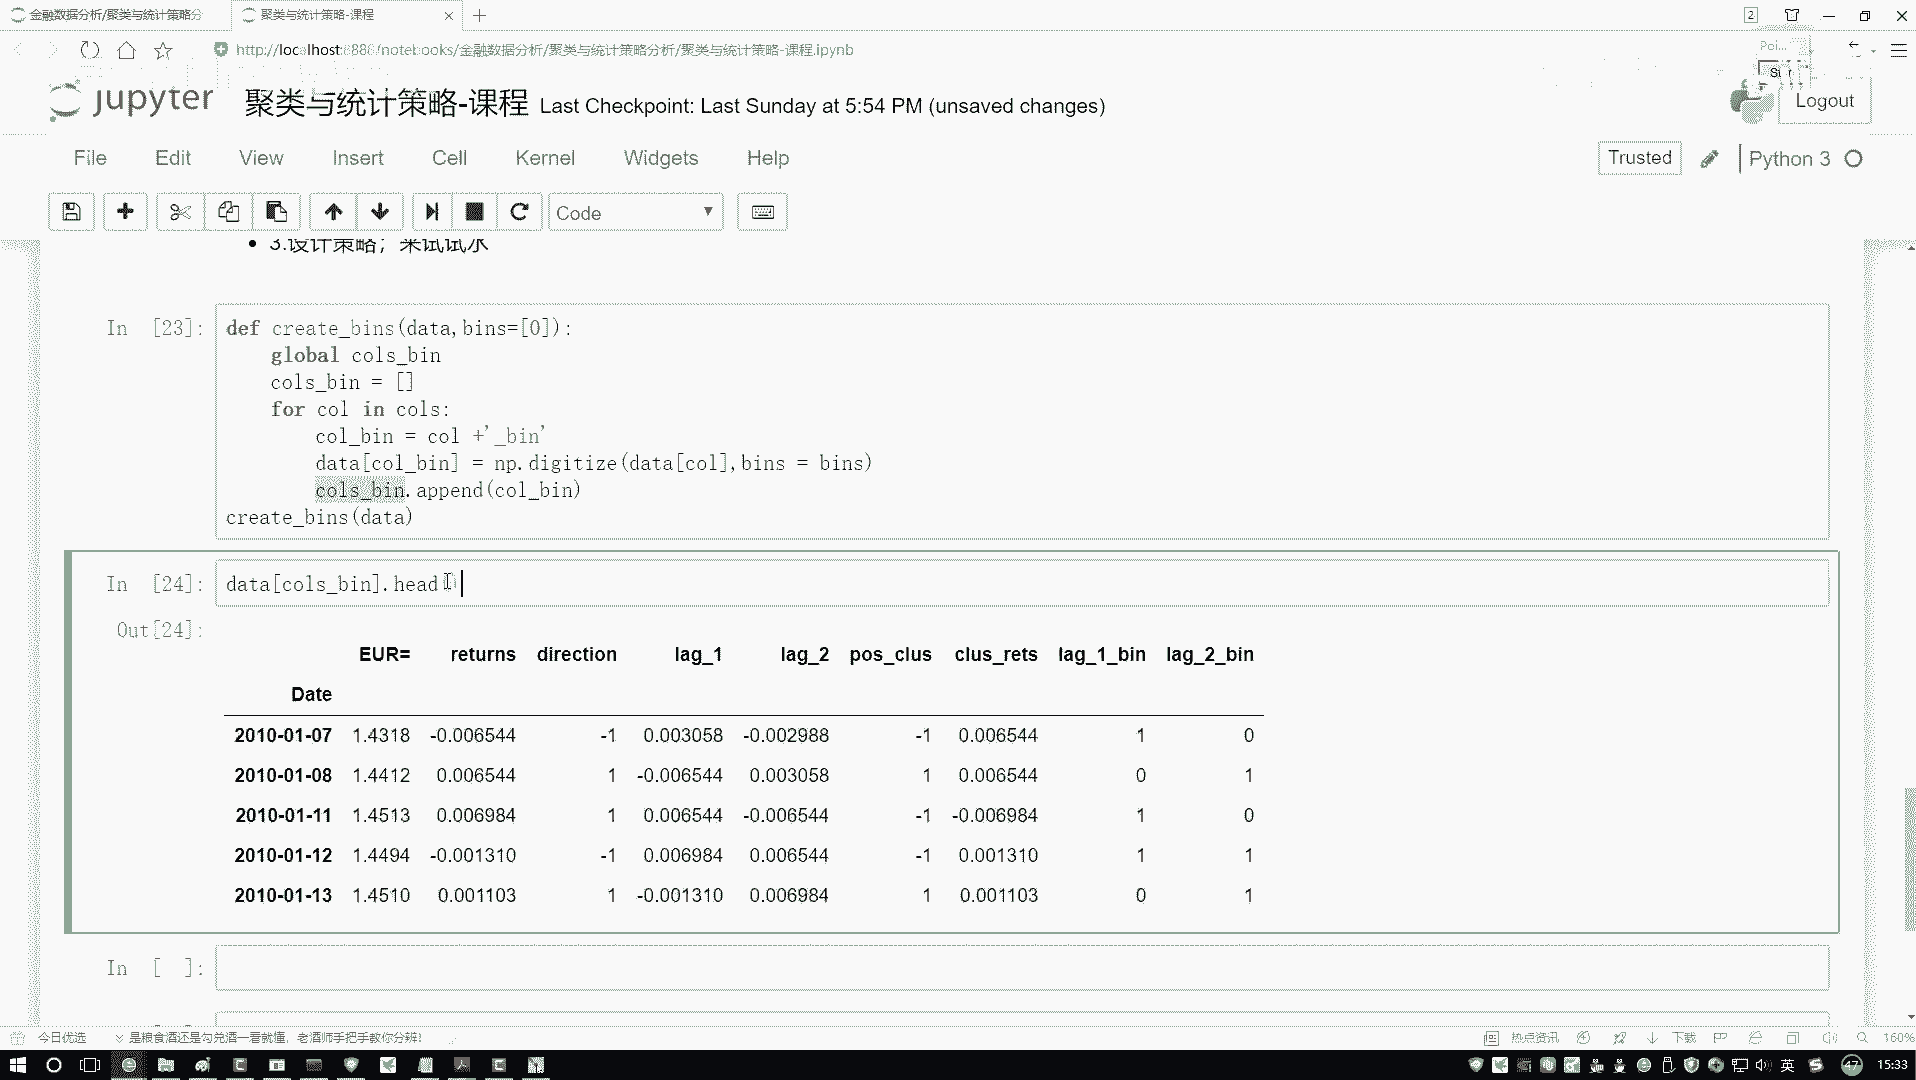 金融数据分析/聚类与统计策略分
聚类与统计策略-课程
2
http://localhost:888/notebooks/金融数据分析/聚类与统计策略分析/聚类与统计策略-课程.ipynb
Poi...
jupyter 聚类与统计策略-课程 Last Checkpoint: Last Sunday at 5:54 PM (unsaved changes)
Logout
File Edit View Insert Cell Kernel Widgets Help
Trusted Python 3
Code
3.设计策略；来试试水
In [23]: def create_bins(data,bins=[0]):
global cols_bin
cols_bin = []
for col in cols:
col_bin = col +'_bin'
data[col_bin] = np.digitize(data[col],bins = bins)
cols_bin.append(col_bin)
create_bins(data)
In [24]: data[cols_bin].head
Out[24]:
EUR= returns direction lag_1 lag_2 pos_clus clus_rets lag_1_bin lag_2_bin
Date
2010-01-07 1.4318 -0.006544 -1 0.003058 -0.002988 -1 0.006544 1 0
2010-01-08 1.4412 0.006544 1 -0.006544 0.003058 1 0.006544 0 1
2010-01-11 1.4513 0.006984 1 0.006544 -0.006544 -1 -0.006984 1 0
2010-01-12 1.4494 -0.001310 -1 0.006984 0.006544 -1 0.001310 1 1
2010-01-13 1.4510 0.001103 1 -0.001310 0.006984 1 0.001103 0 1
In [ ]:
今日优选 是粮食酒还是勾兑酒一看就懂，老酒师手把手教你分辨！ 热点资讯 下载 160%
英 47 15:33